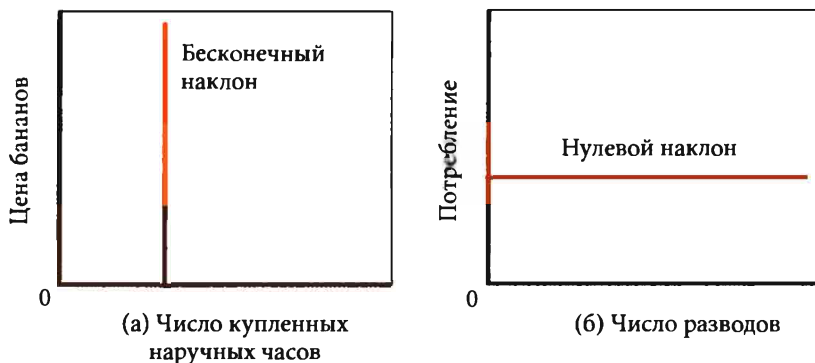 Цена бананов
Бесконечный
наклон
0
(а) Число купленных
наручных часов
Потребление
Нулевой наклон
0
(б) Число разводов